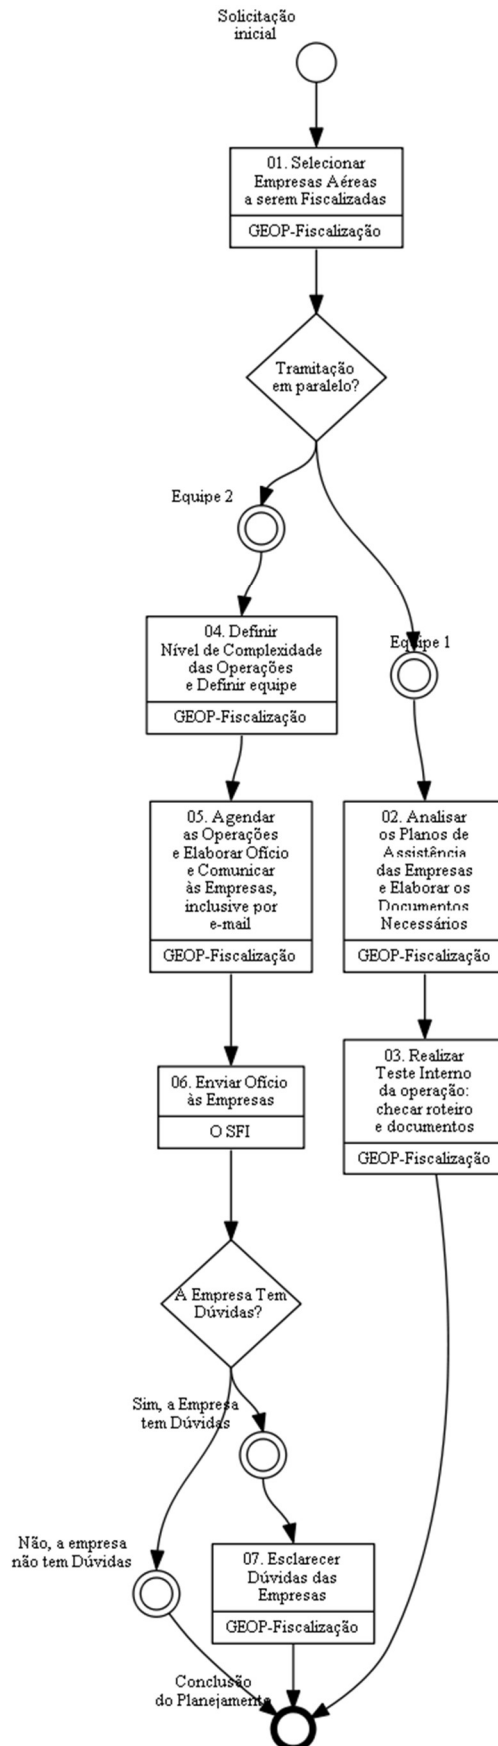 Solicitação
inicial
01. Selecionar
Empresas Aéreas
a serem Fiscalizadas
GEOP-Fiscalização
Tramitação
em paralelo?
Equipe 2
04. Definir
Nível de Complexidade
das Operações
e Definir equipe
GEOP-Fiscalização
Equipe 1
05. Agendar
as Operações
e Elaborar Ofício
e Comunicar
às Empresas,
inclusive por
e-mail
GEOP-Fiscalização
02. Analisar
os Planos de
Assistência
das Empresas
e Elaborar os
Documentos
Necessários
GEOP-Fiscalização
06. Enviar Ofício
às Empresas
O SFI
03. Realizar
Teste Interno
da operação:
checar roteiro
e documentos
GEOP-Fiscalização
A Empresa Tem
Dúvidas?
Sim, a Empresa
tem Dúvidas
Não, a empresa
não tem Dúvidas
07. Esclarecer
Dúvidas das
Empresas
GEOP-Fiscalização
Conclusão
do Planejamento